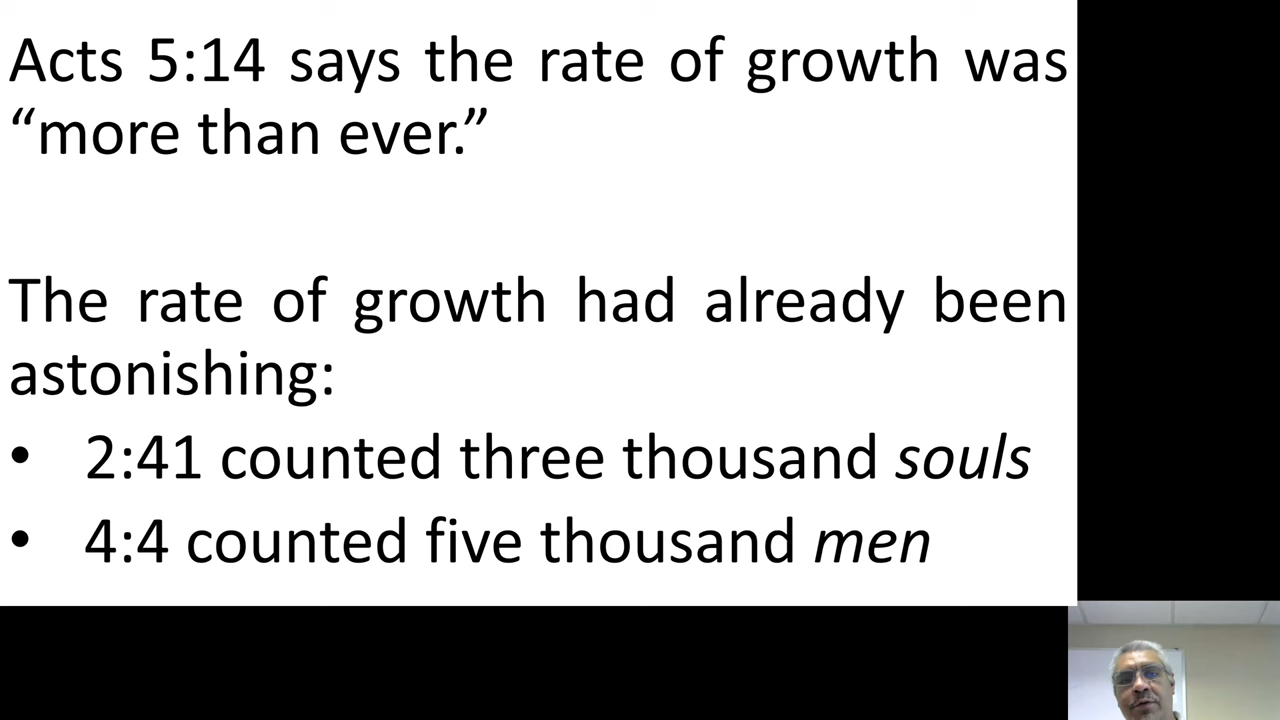 Acts 5:14 says the rate of growth was
“more than ever.”
The rate of growth had already been
astonishing:
• 2:41 counted three thousand souls
• 4:4 counted five thousand men